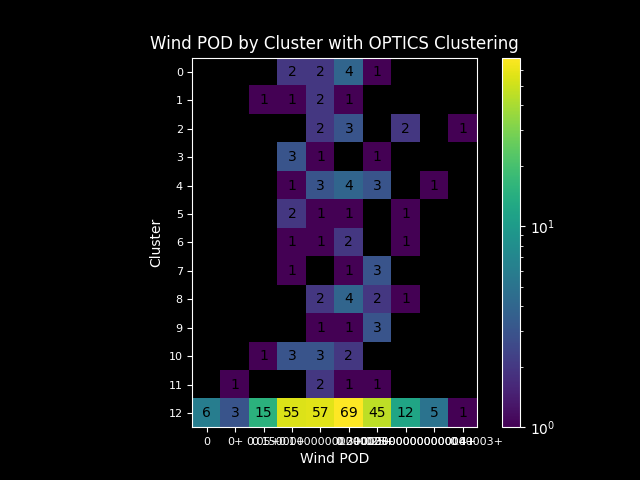 Wind POD by Cluster with OPTICS Clustering
0 2 2 4 1
1 1 1 2 1
2 2 3 2 1
3 3 1 1
4 1 3 4 3 1
5 2 1 1 1
6 1 1 2 1
7 1 1 3
8 2 4 2 1
9 1 1 3
10 1 3 3 2
11 1 2 1 1
12 6 3 15 55 57 69 45 12 5 1
Cluster
0 0+
Wind POD
10^1
10^0